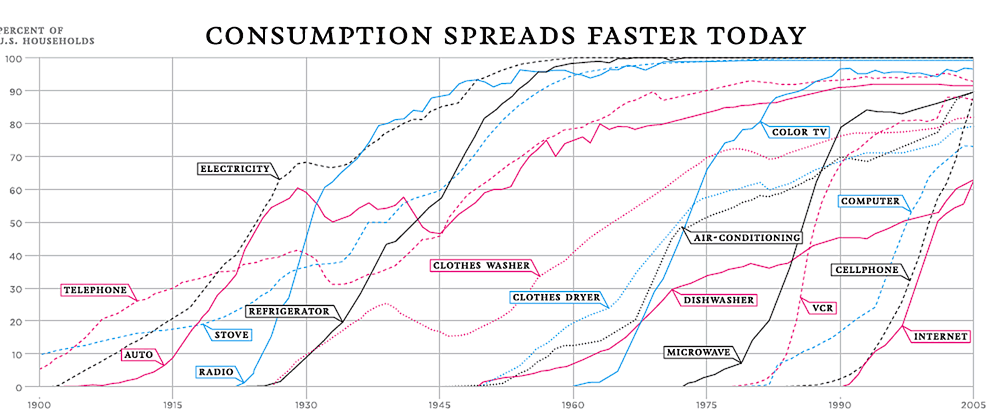 PERCENT OF
U.S. HOUSEHOLDS
CONSUMPTION SPREADS FASTER TODAY
100
90
80
70
60
50
40
30
20
10
0
ELECTRICITY
TELEPHONE
AUTO
STOVE
RADIO
REFRIGERATOR
CLOTHES WASHER
CLOTHES DRYER
COLOR TV
AIR-CONDITIONING
DISHWASHER
MICROWAVE
VCR
COMPUTER
CELLPHONE
INTERNET
1900
1915
1930
1945
1960
1975
1990
2005